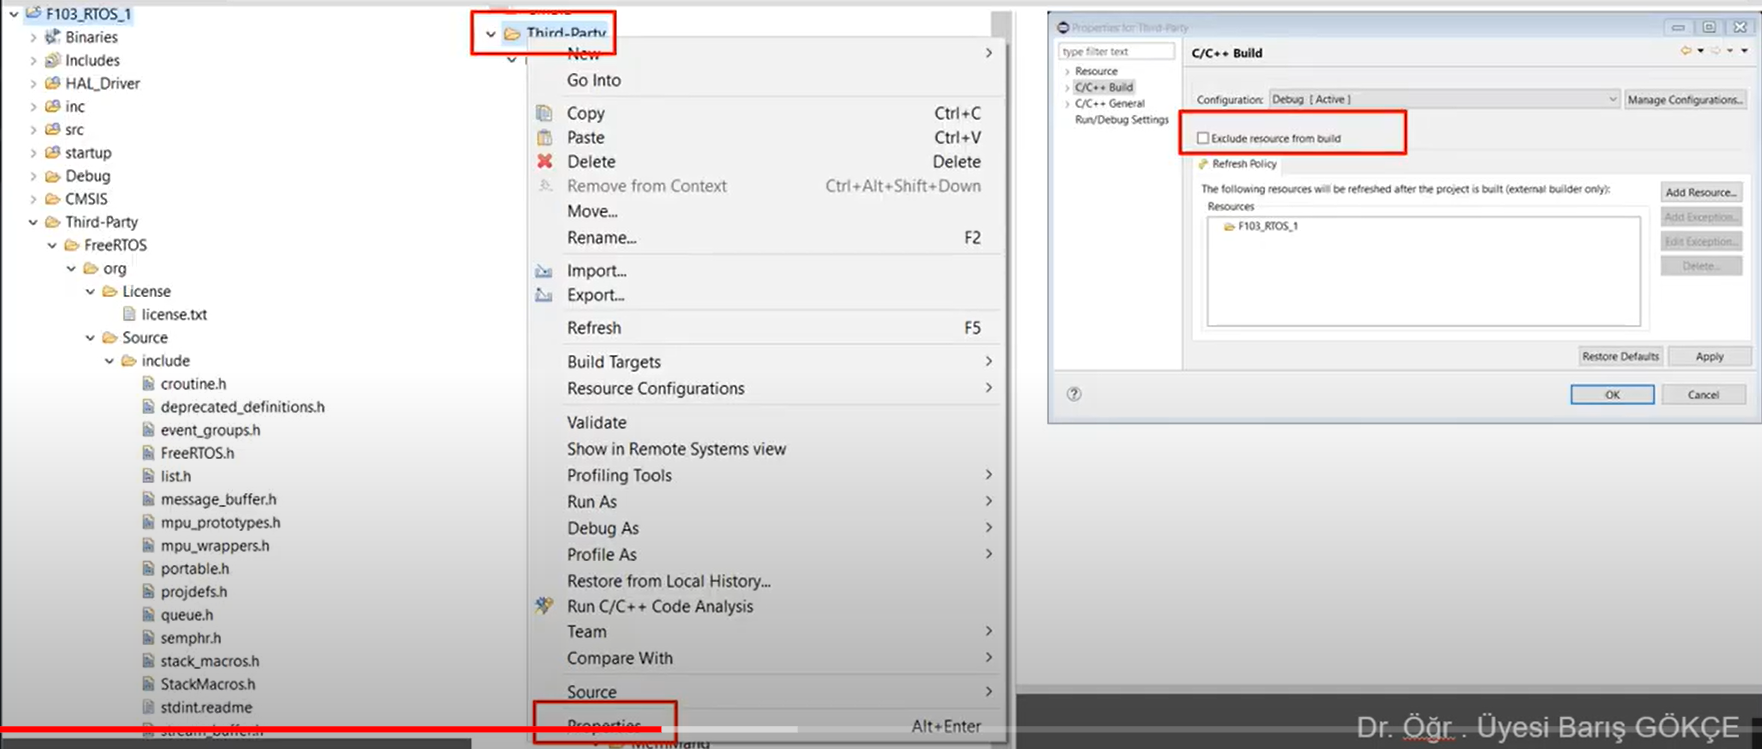 F103_RTOS_1
Binaries
Includes
HAL_Driver
inc
src
startup
Debug
CMSIS
Third-Party
FreeRTOS
org
License
license.txt
Source
include
croutine.h
deprecated_definitions.h
event_groups.h
FreeRTOS.h
list.h
message_buffer.h
mpu_prototypes.h
mpu_wrappers.h
portable.h
projdefs.h
queue.h
semphr.h
stack_macros.h
StackMacros.h
stdint.readme
stream_buffer.h
Third-Party
New
Go Into
Copy Ctrl+C
Paste Ctrl+V
Delete Delete
Remove from Context Ctrl+Alt+Shift+Down
Move...
Rename... F2
Import...
Export...
Refresh F5
Build Targets
Resource Configurations
Validate
Show in Remote Systems view
Profiling Tools
Run As
Debug As
Profile As
Restore from Local History...
Run C/C++ Code Analysis
Team
Compare With
Source
Properties Alt+Enter
Properties for Third-Party
type filter text
Resource
C/C++ Build
C/C++ General
Run/Debug Settings
C/C++ Build
Configuration: Debug [ Active ] Manage Configurations...
Exclude resource from build
Refresh Policy
The following resources will be refreshed after the project is built (external builder only):
Resources
F103_RTOS_1
Add Resource...
Add Exception...
Edit Exception...
Delete...
Restore Defaults Apply
OK Cancel
Dr. Öğr . Üyesi Barış GÖKÇE